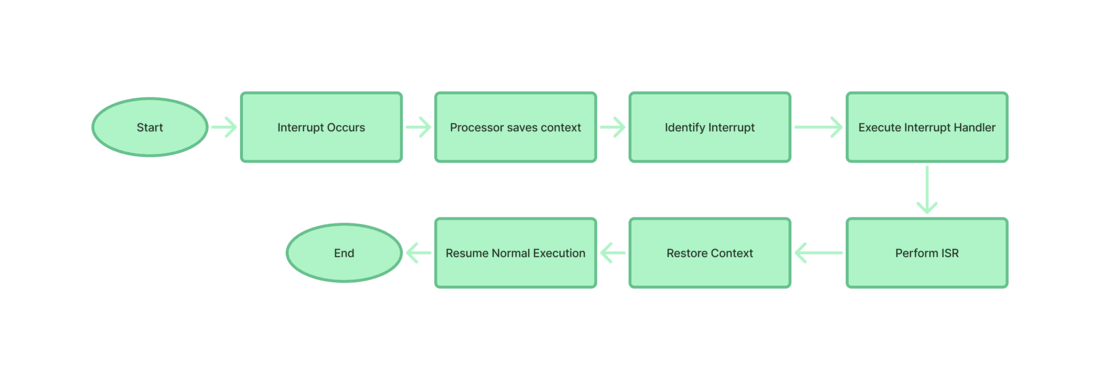 Start
Interrupt Occurs
Processor saves context
Identify Interrupt
Execute Interrupt Handler
Perform ISR
Restore Context
Resume Normal Execution
End